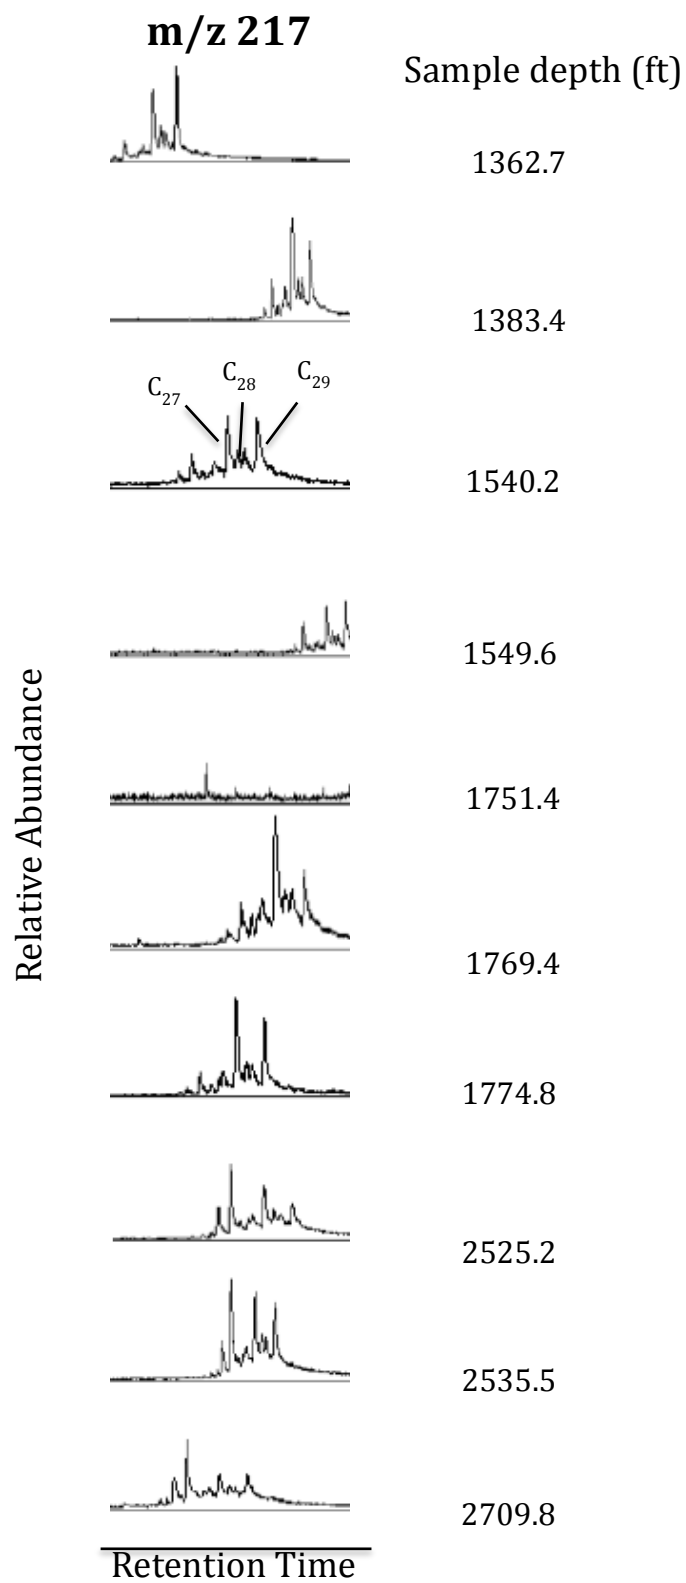 m/z 217
Sample depth (ft)
1362.7
1383.4
C27 C28 C29
1540.2
1549.6
1751.4
1769.4
1774.8
2525.2
2535.5
2709.8
Relative Abundance
Retention Time